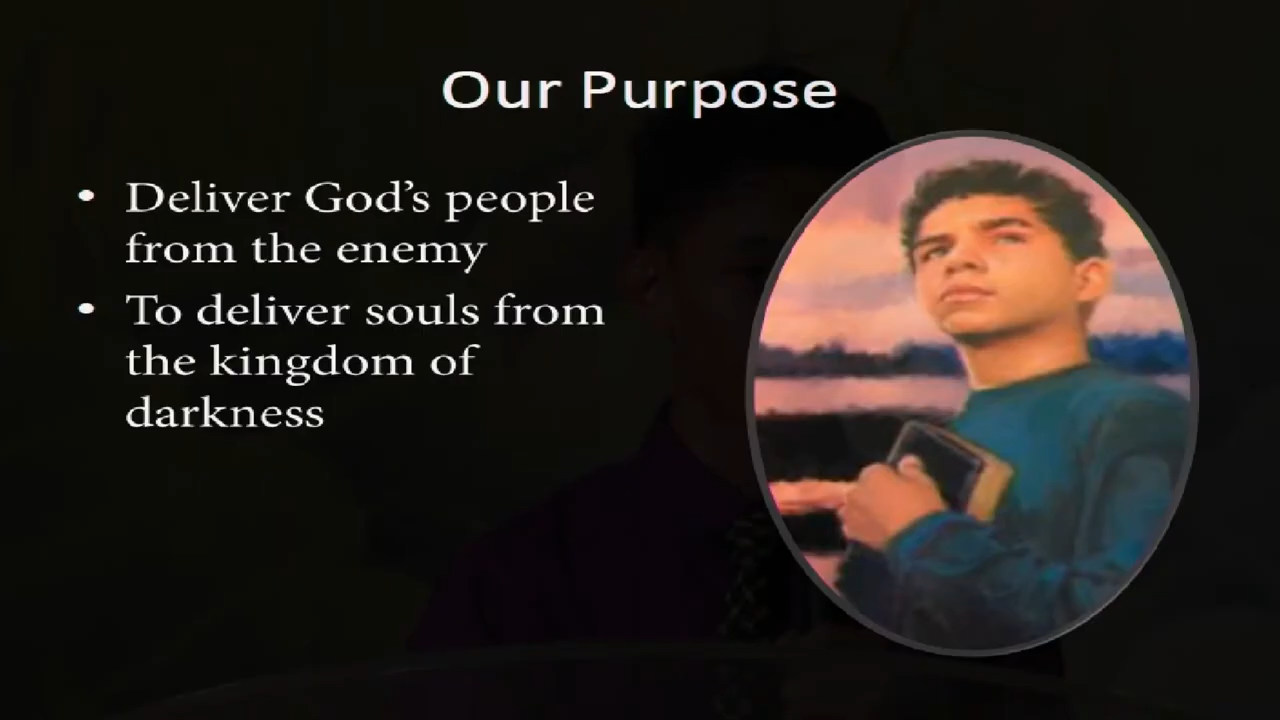 Our Purpose
• Deliver God’s people
from the enemy
• To deliver souls from
the kingdom of
darkness